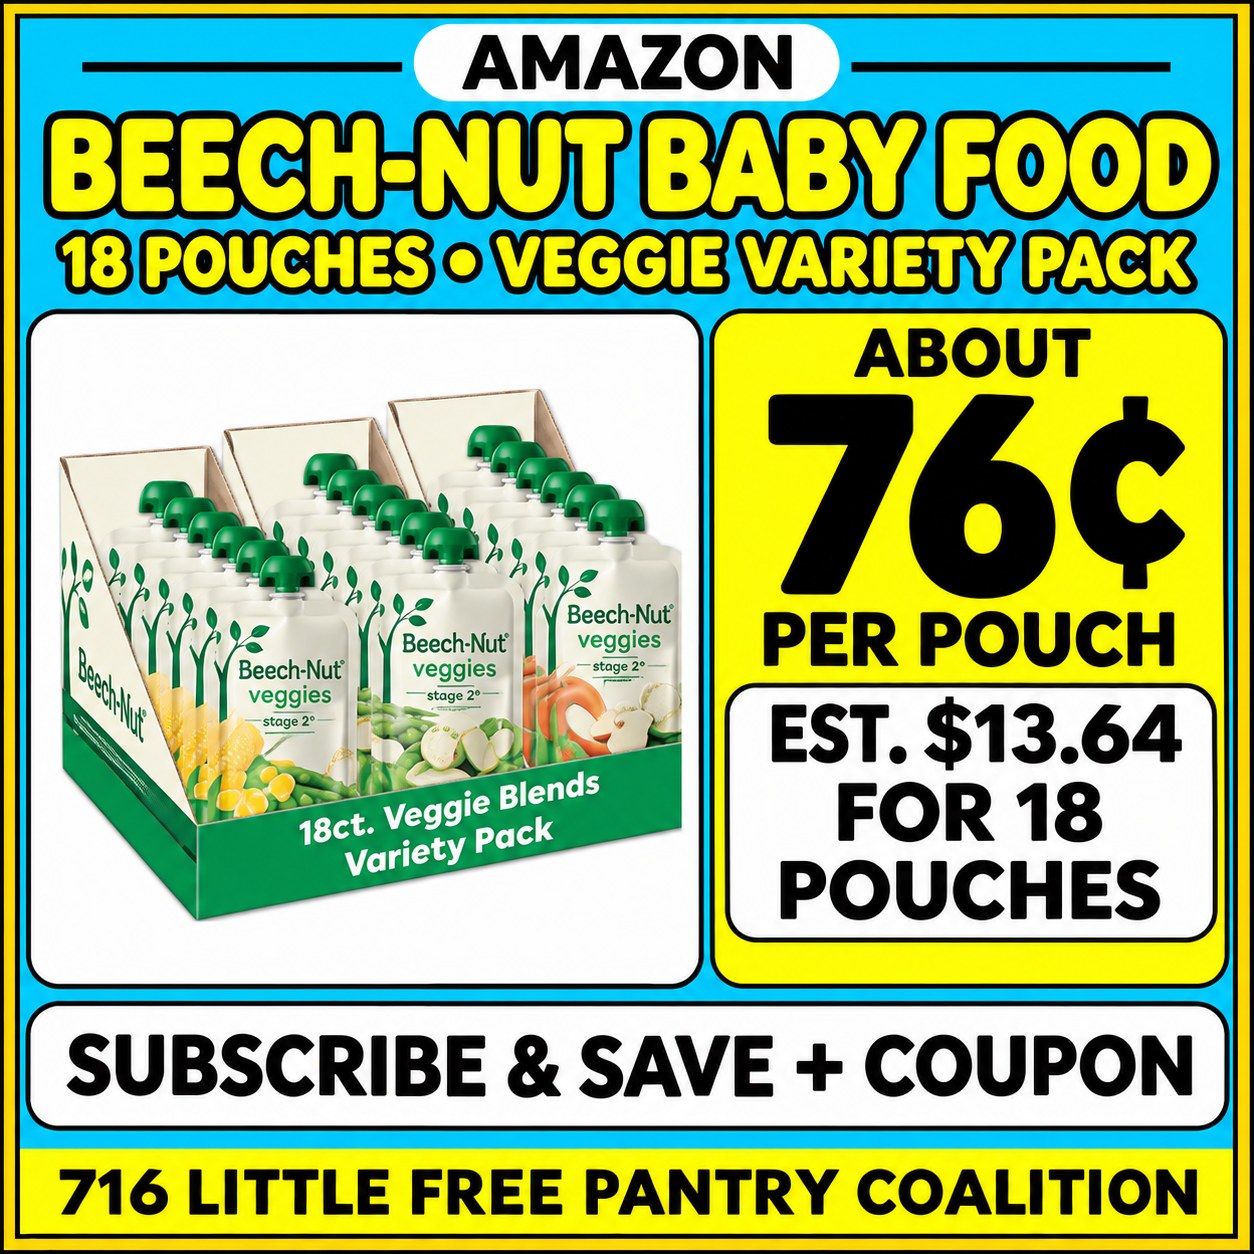 AMAZON
BEECH-NUT BABY FOOD
18 POUCHES • VEGGIE VARIETY PACK
ABOUT
76¢
PER POUCH
EST. $13.64
FOR 18
POUCHES
Beech-Nut®
Beech-Nut®
veggies
stage 2®
Beech-Nut®
veggies
stage 2®
Beech-Nut®
veggies
stage 2®
18ct. Veggie Blends
Variety Pack
SUBSCRIBE & SAVE + COUPON
716 LITTLE FREE PANTRY COALITION